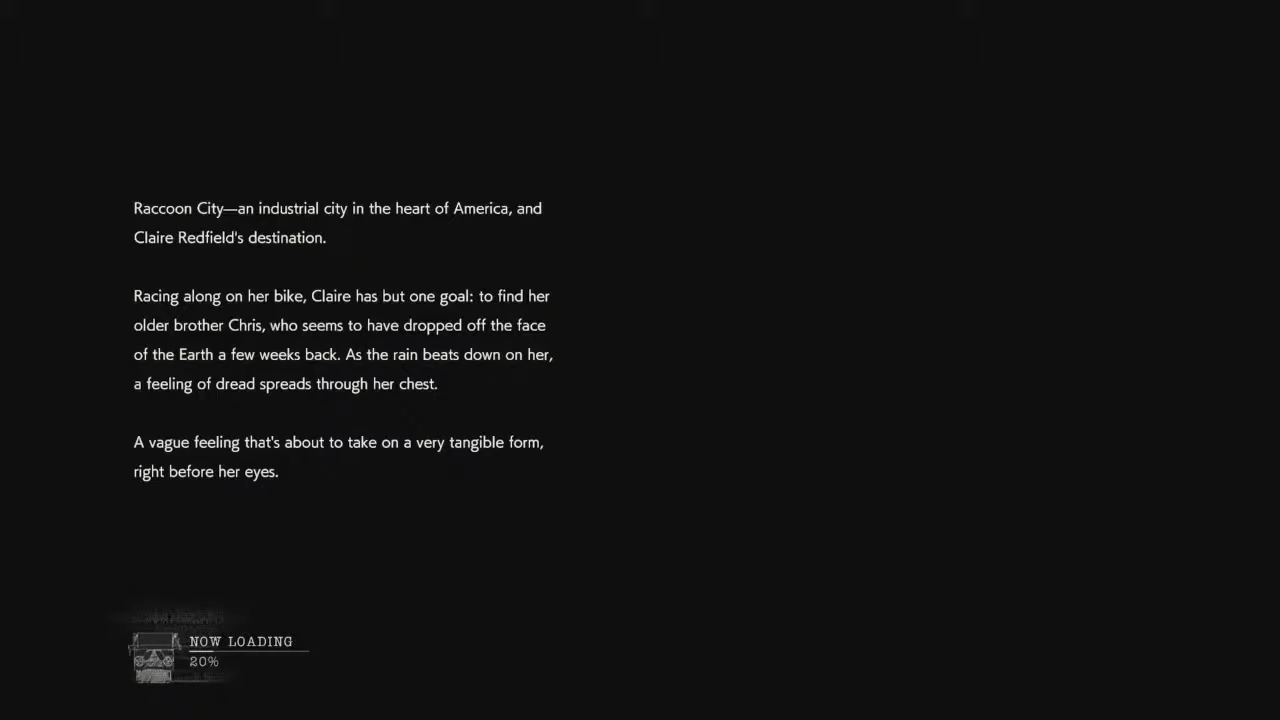 Raccoon City—an industrial city in the heart of America, and
Claire Redfield's destination.
Racing along on her bike, Claire has but one goal: to find her
older brother Chris, who seems to have dropped off the face
of the Earth a few weeks back. As the rain beats down on her,
a feeling of dread spreads through her chest.
A vague feeling that's about to take on a very tangible form,
right before her eyes.
NOW LOADING
20%